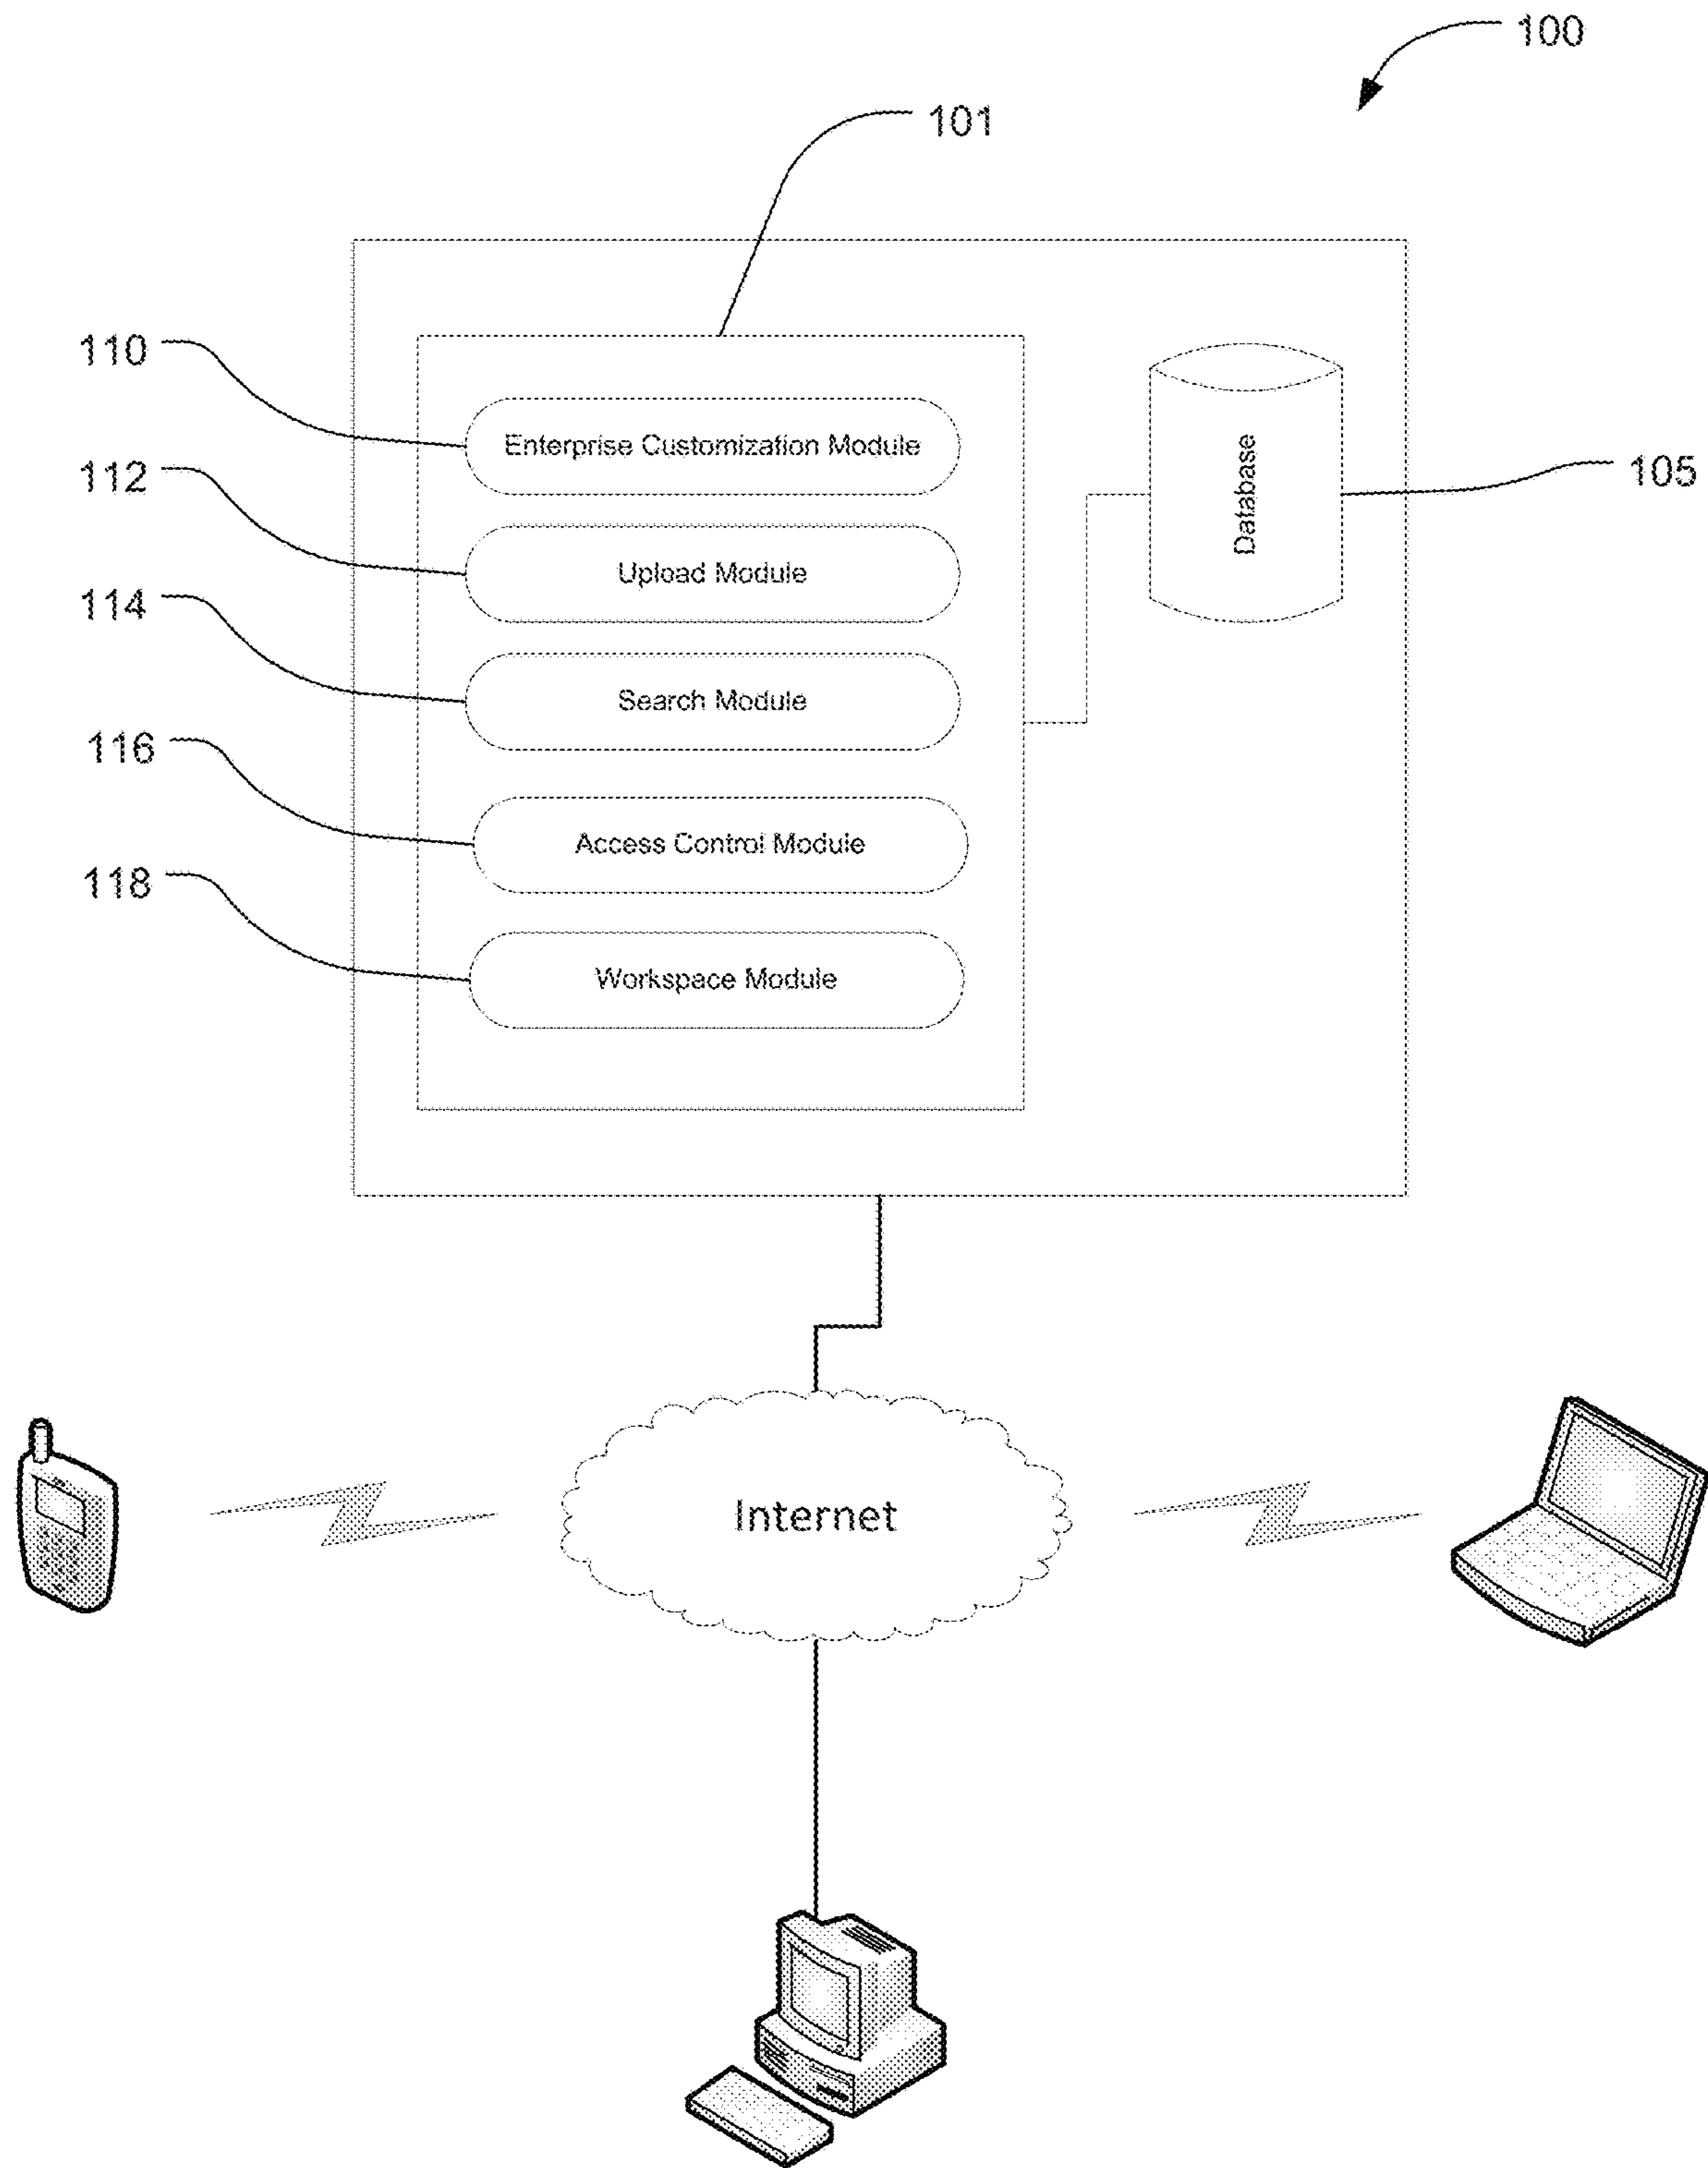 100
101
110
Enterprise Customization Module
112
Database
105
Upload Module
114
Search Module
116
Access Control Module
118
Workspace Module
Internet